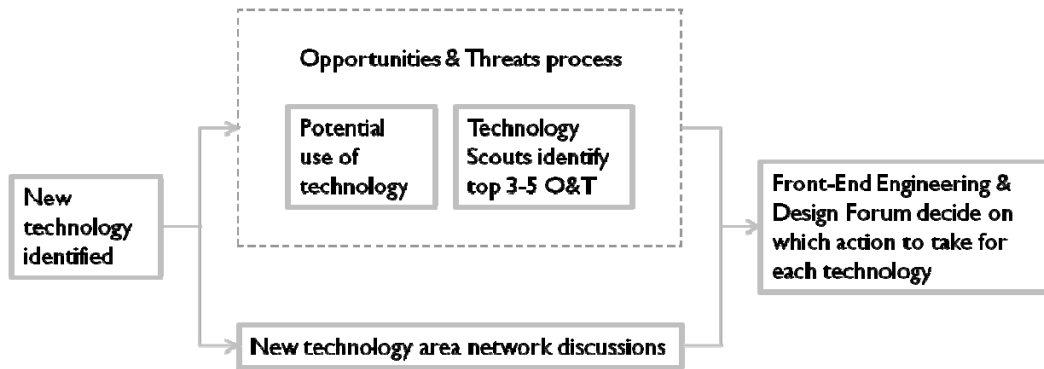 Opportunities & Threats process
Potential
use of
technology
Technology
Scouts identify
top 3-5 O&T
New
technology
identified
Front-End Engineering &
Design Forum decide on
which action to take for
each technology
New technology area network discussions